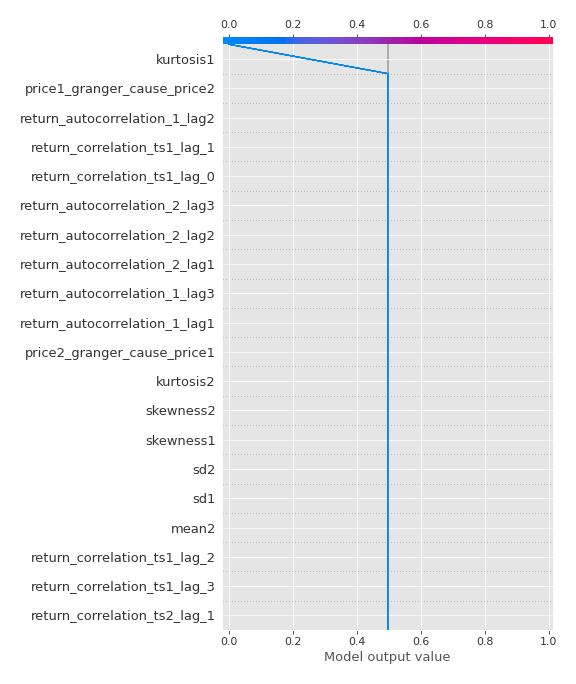 0.0 0.2 0.4 0.6 0.8 1.0
kurtosis1
price1_granger_cause_price2
return_autocorrelation_1_lag2
return_correlation_ts1_lag_1
return_correlation_ts1_lag_0
return_autocorrelation_2_lag3
return_autocorrelation_2_lag2
return_autocorrelation_2_lag1
return_autocorrelation_1_lag3
return_autocorrelation_1_lag1
price2_granger_cause_price1
kurtosis2
skewness2
skewness1
sd2
sd1
mean2
return_correlation_ts1_lag_2
return_correlation_ts1_lag_3
return_correlation_ts2_lag_1
0.0 0.2 0.4 0.6 0.8 1.0
Model output value